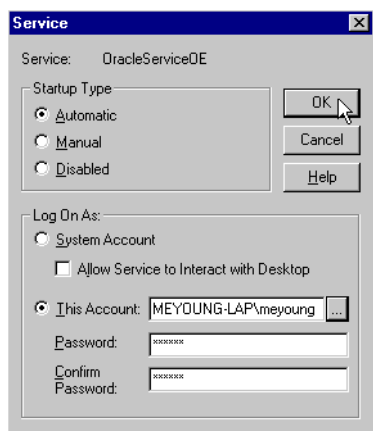 Service
Service: OracleServiceOE
Startup Type
Automatic
Manual
Disabled
OK
Cancel
Help
Log On As:
System Account
Allow Service to Interact with Desktop
This Account: MEYOUNG-LAP\meyoung ...
Password: ******
Confirm
Password: ******